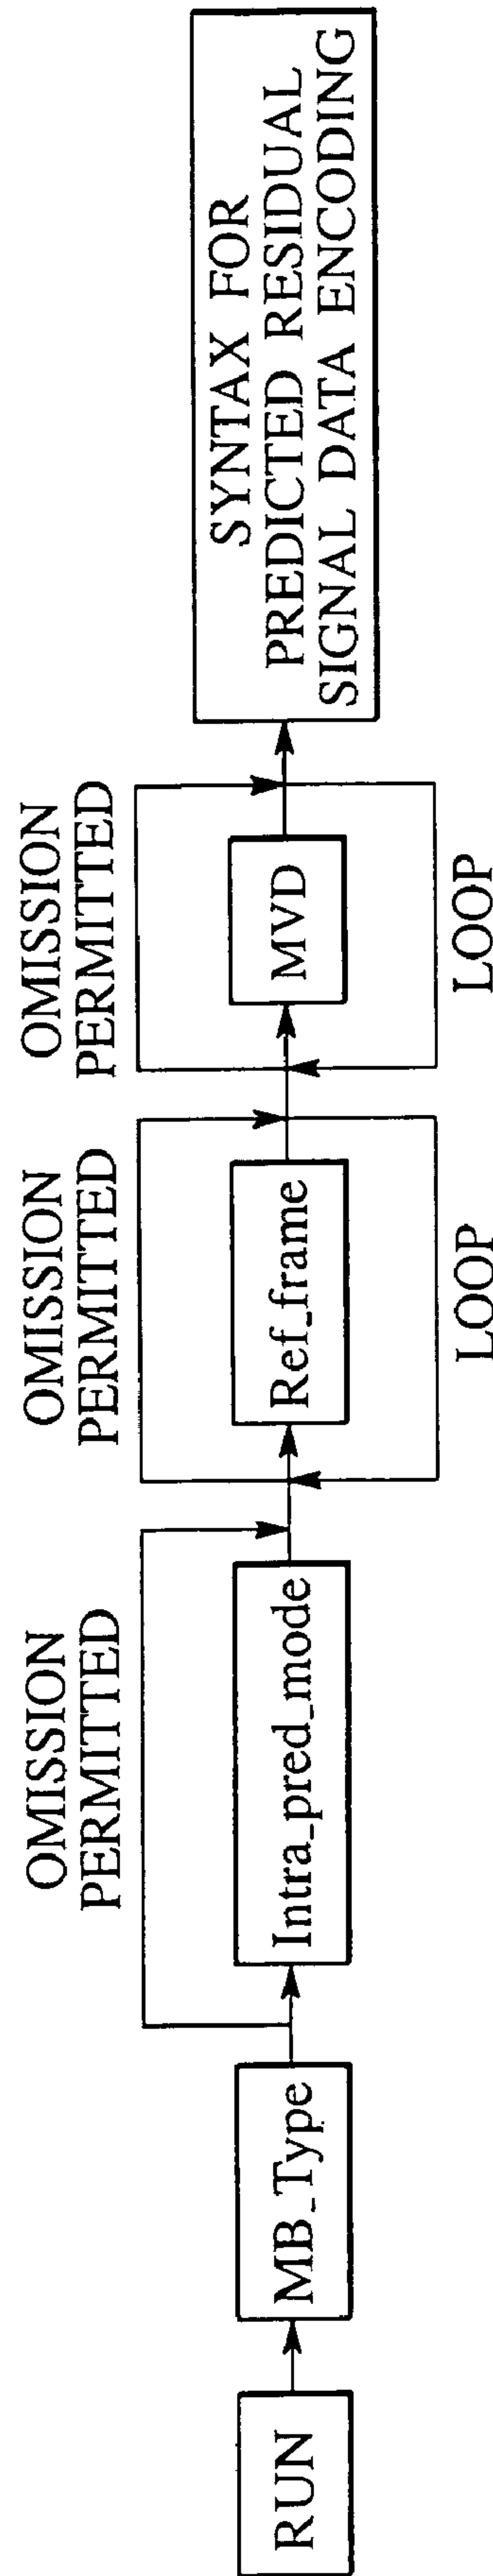 RUN
MB_Type
OMISSION
PERMITTED
Intra_pred_mode
OMISSION
PERMITTED
Ref_frame
LOOP
OMISSION
PERMITTED
MVD
LOOP
SYNTAX FOR
PREDICTED RESIDUAL
SIGNAL DATA ENCODING